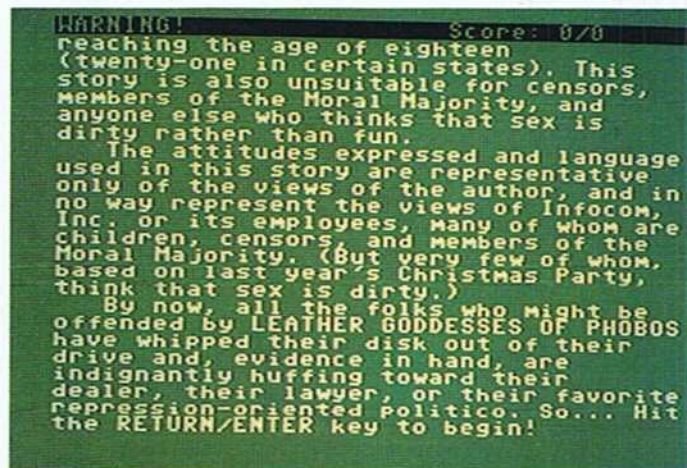 WARNING! Score: 0/0
reaching the age of eighteen
(twenty-one in certain states). This
story is also unsuitable for censors,
members of the Moral Majority, and
anyone else who thinks that sex is
dirty rather than fun.
The attitudes expressed and language
used in this story are representative
only of the views of the author, and in
no way represent the views of Infocom,
Inc. or its employees, many of whom are
children, censors, and members of the
Moral Majority. (But very few of whom,
based on last year's Christmas Party,
think that sex is dirty.)
By now, all the folks who might be
offended by LEATHER GODDESSES OF PHOBOS
have whipped their disk out of their
drive and, evidence in hand, are
indignantly huffing toward their
dealer, their lawyer, or their favorite
repression-oriented politico. So... Hit
the RETURN/ENTER key to begin!